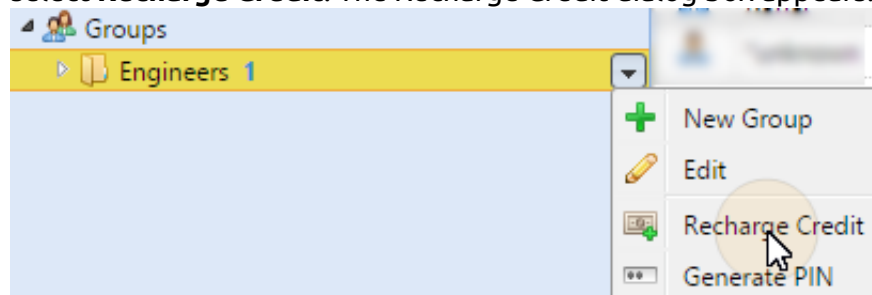 Groups
Engineers 1
New Group
Edit
Recharge Credit
Generate PIN